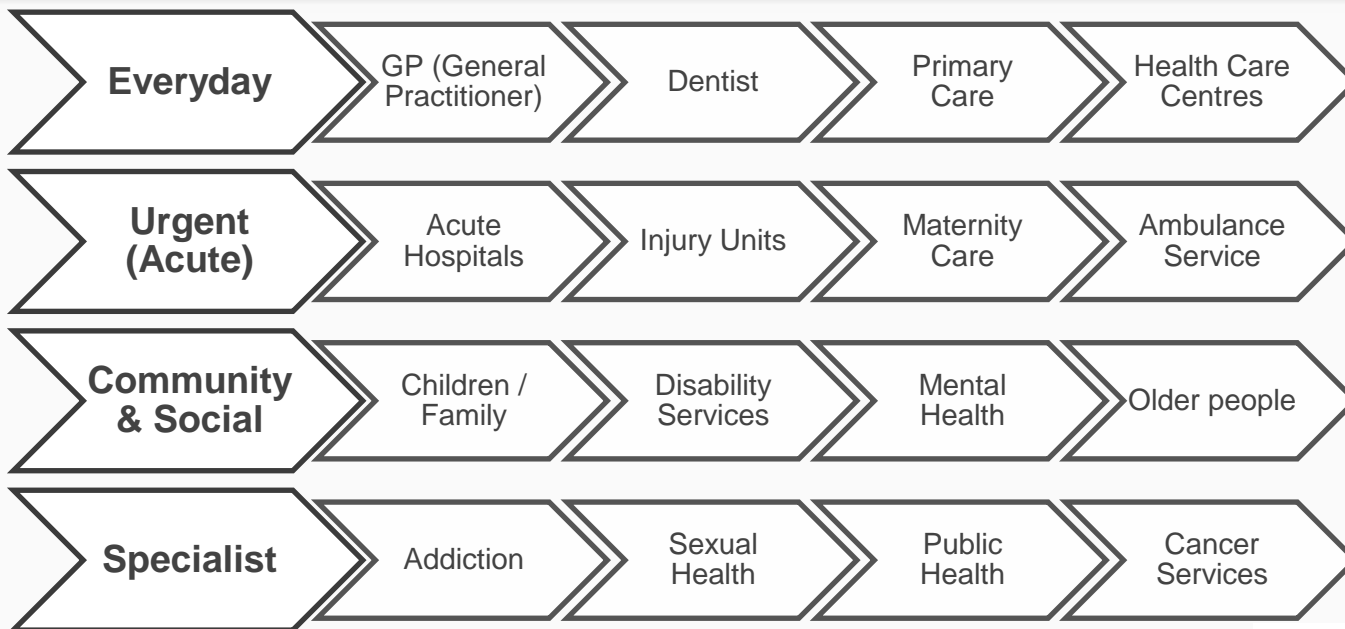 Everyday
GP (General
Practitioner)
Dentist
Primary
Care
Health Care
Centres
Urgent
(Acute)
Acute
Hospitals
Injury Units
Maternity
Care
Ambulance
Service
Community
& Social
Children /
Family
Disability
Services
Mental
Health
Older people
Specialist
Addiction
Sexual
Health
Public
Health
Cancer
Services